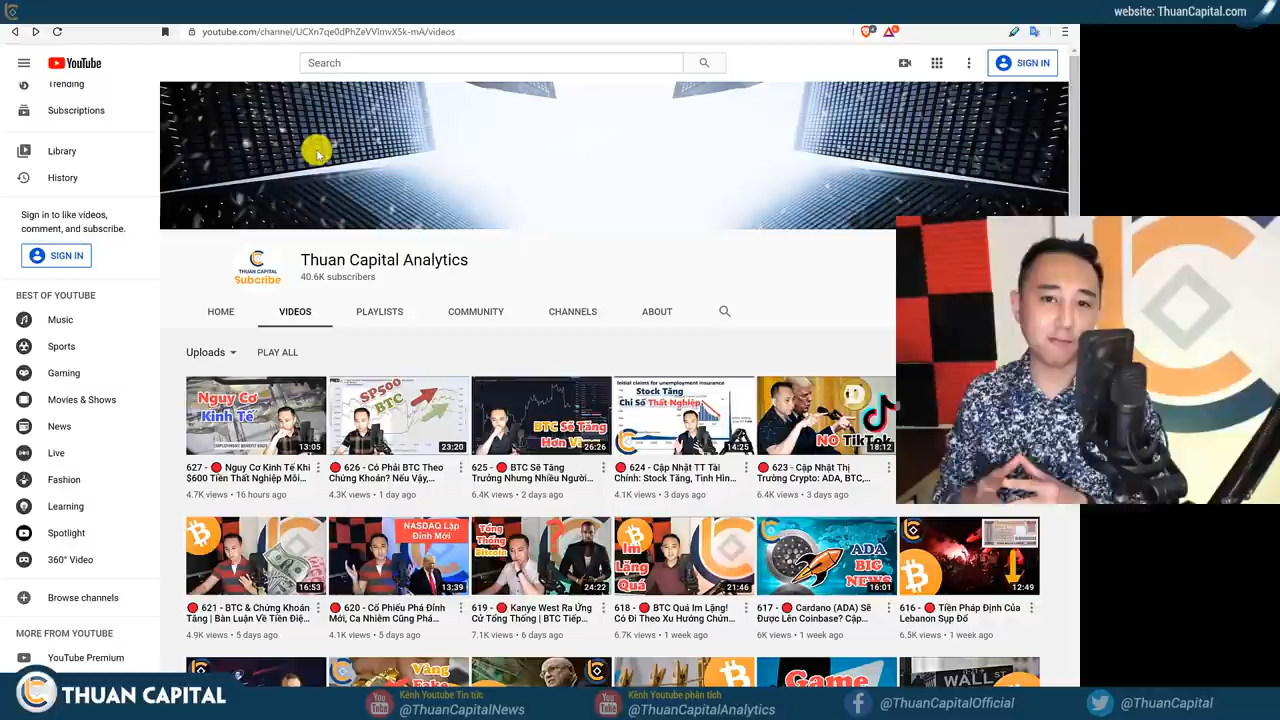 website: ThuanCapital.com
youtube.com/channel/UCXn7qe0dPhZeVVlmvX5k-mA/videos
YouTube
Search
SIGN IN
Trending
Subscriptions
Library
History
Sign in to like videos,
comment, and subscribe.
SIGN IN
BEST OF YOUTUBE
Music
Sports
Gaming
Movies & Shows
News
Live
Fashion
Learning
Spotlight
360° Video
Browse channels
MORE FROM YOUTUBE
YouTube Premium
THUAN CAPITAL
Subcribe
Thuan Capital Analytics
40.6K subscribers
HOME
VIDEOS
PLAYLISTS
COMMUNITY
CHANNELS
ABOUT
Uploads
PLAY ALL
Nguy Cơ
Kinh Tế
13:05
627 - 🔴 Nguy Cơ Kinh Tế Khi
$600 Tiền Thất Nghiệp Mỗi...
4.7K views • 16 hours ago
SP500
BTC
23:20
626 - Có Phải BTC Theo
Chứng Khoán? Nếu Vậy,...
4.3K views • 1 day ago
BTC Sẽ Tăng
26:26
625 - 🔴 BTC Sẽ Tăng
Trưởng Nhưng Nhiều Người...
6.4K views • 2 days ago
Initial claims for unemployment insurance
Stock Tăng
Chỉ Số Thất Nghiệp
14:25
624 - 🔴 Cập Nhật TT Tài
Chính: Stock Tăng, Tình Hìn...
4.1K views • 3 days ago
NO TikTok
18:12
623 - 🔴 Cập Nhật Thị
Trường Crypto: ADA, BTC,...
6.4K views • 3 days ago
16:53
621 - 🔴 BTC & Chứng Khoán
Tăng | Bàn Luận Về Tiền Điệ...
4.9K views • 5 days ago
NASDAQ Lập
Đỉnh Mới
13:39
620 - 🔴 Cổ Phiếu Phá Đỉnh
Mới, Ca Nhiễm Cũng Phá...
4.1K views • 5 days ago
Tổng
Thống
Bitcoin
24:22
619 - 🔴 Kanye West Ra Ứng
Cử Tổng Thống | BTC Tiếp...
7.1K views • 6 days ago
Im
Lặng
Quá
21:46
618 - 🔴 BTC Quá Im Lặng!
Có Đi Theo Xu Hướng Chứn...
6.7K views • 1 week ago
ADA
BIG
NEWS
16:01
617 - 🔴 Cardano (ADA) Sẽ
Được Lên Coinbase? Cập...
6K views • 1 week ago
12:49
616 - 🔴 Tiền Pháp Định Của
Lebanon Sụp Đổ
6.5K views • 1 week ago
Vàng
Fake
Game
WALL ST
THUAN CAPITAL
Kênh Youtube Tin tức:
@ThuanCapitalNews
Kênh Youtube phân tích
@ThuanCapitalAnalytics
@ThuanCapitalOfficial
@ThuanCapital